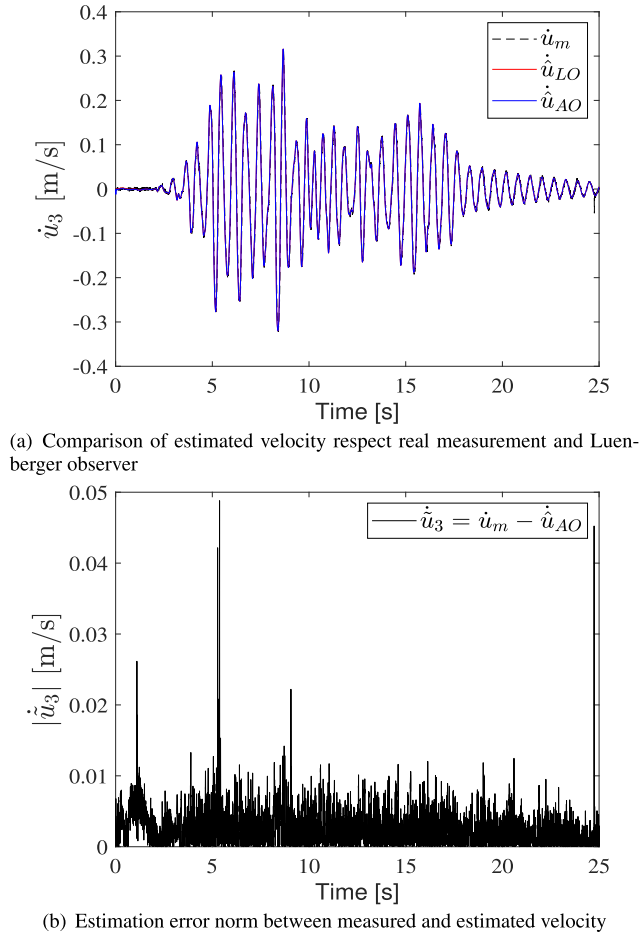 0.4
0.3
0.2
0.1
0
-0.1
-0.2
-0.3
-0.4
u̇₃ [m/s]
u̇ₘ
û̇_LO
û̇_AO
0 5 10 15 20 25
Time [s]
(a) Comparison of estimated velocity respect real measurement and Luen-
berger observer
0.05
0.04
0.03
0.02
0.01
0
|ũ̇₃| [m/s]
ũ̇₃ = u̇ₘ − û̇_AO
0 5 10 15 20 25
Time [s]
(b) Estimation error norm between measured and estimated velocity